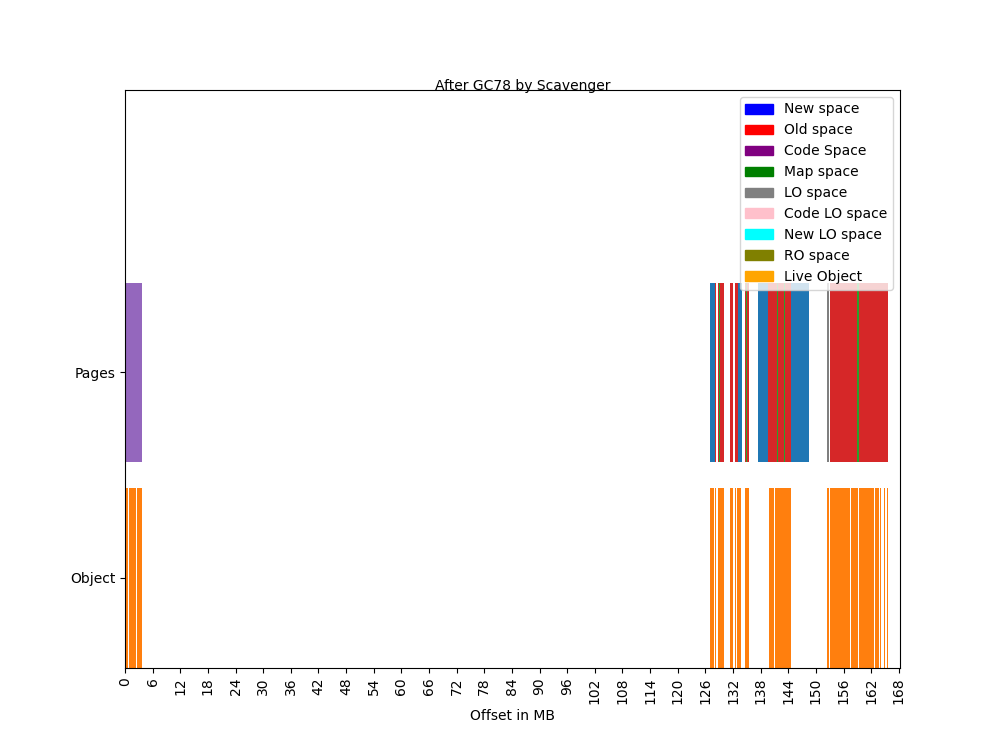 After GC78 by Scavenger
New space
Old space
Code Space
Map space
LO space
Code LO space
New LO space
RO space
Live Object
Pages
Object
0 6 12 18 24 30 36 42 48 54 60 66 72 78 84 90 96 102 108 114 120 126 132 138 144 150 156 162 168
Offset in MB